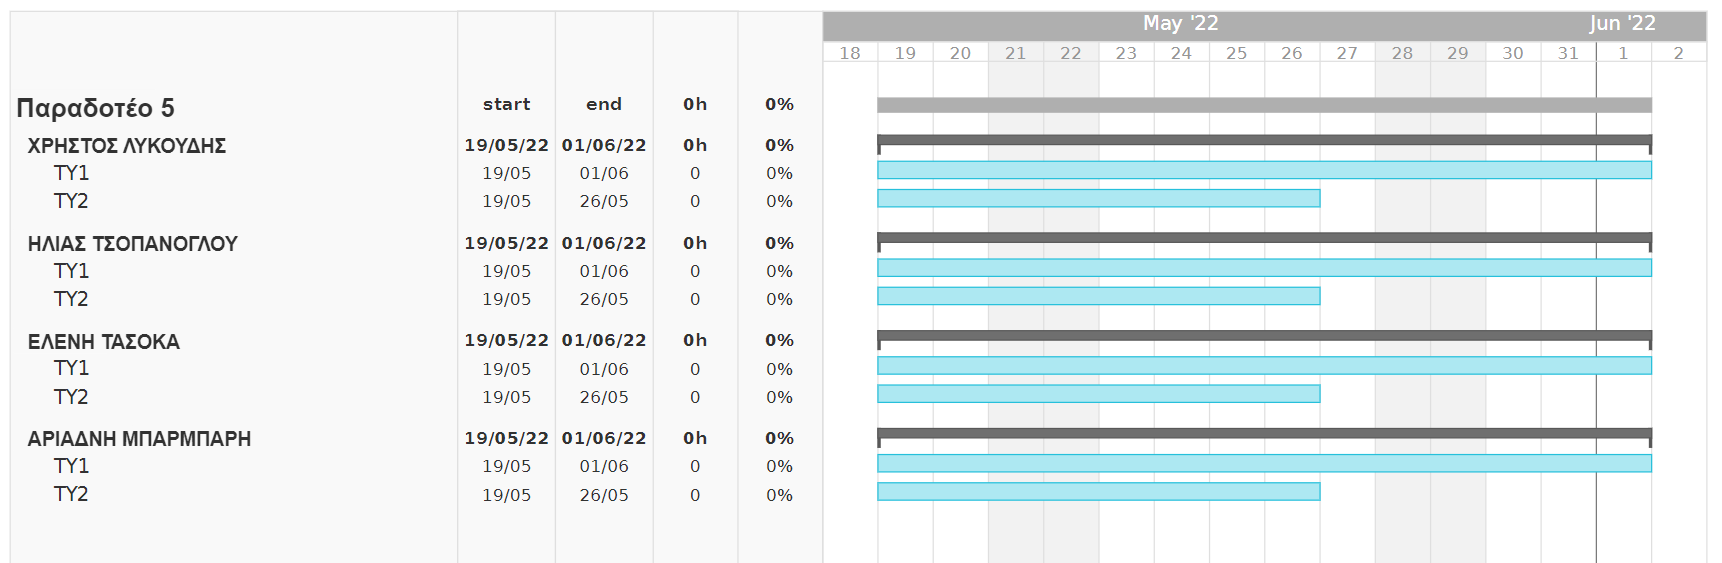 May '22 Jun '22
18 19 20 21 22 23 24 25 26 27 28 29 30 31 1 2
Παραδοτέο 5 start end 0h 0%
ΧΡΗΣΤΟΣ ΛΥΚΟΥΔΗΣ 19/05/22 01/06/22 0h 0%
ΤΥ1 19/05 01/06 0 0%
ΤΥ2 19/05 26/05 0 0%
ΗΛΙΑΣ ΤΣΟΠΑΝΟΓΛΟΥ 19/05/22 01/06/22 0h 0%
ΤΥ1 19/05 01/06 0 0%
ΤΥ2 19/05 26/05 0 0%
ΕΛΕΝΗ ΤΑΣΟΚΑ 19/05/22 01/06/22 0h 0%
ΤΥ1 19/05 01/06 0 0%
ΤΥ2 19/05 26/05 0 0%
ΑΡΙΑΔΝΗ ΜΠΑΡΜΠΑΡΗ 19/05/22 01/06/22 0h 0%
ΤΥ1 19/05 01/06 0 0%
ΤΥ2 19/05 26/05 0 0%